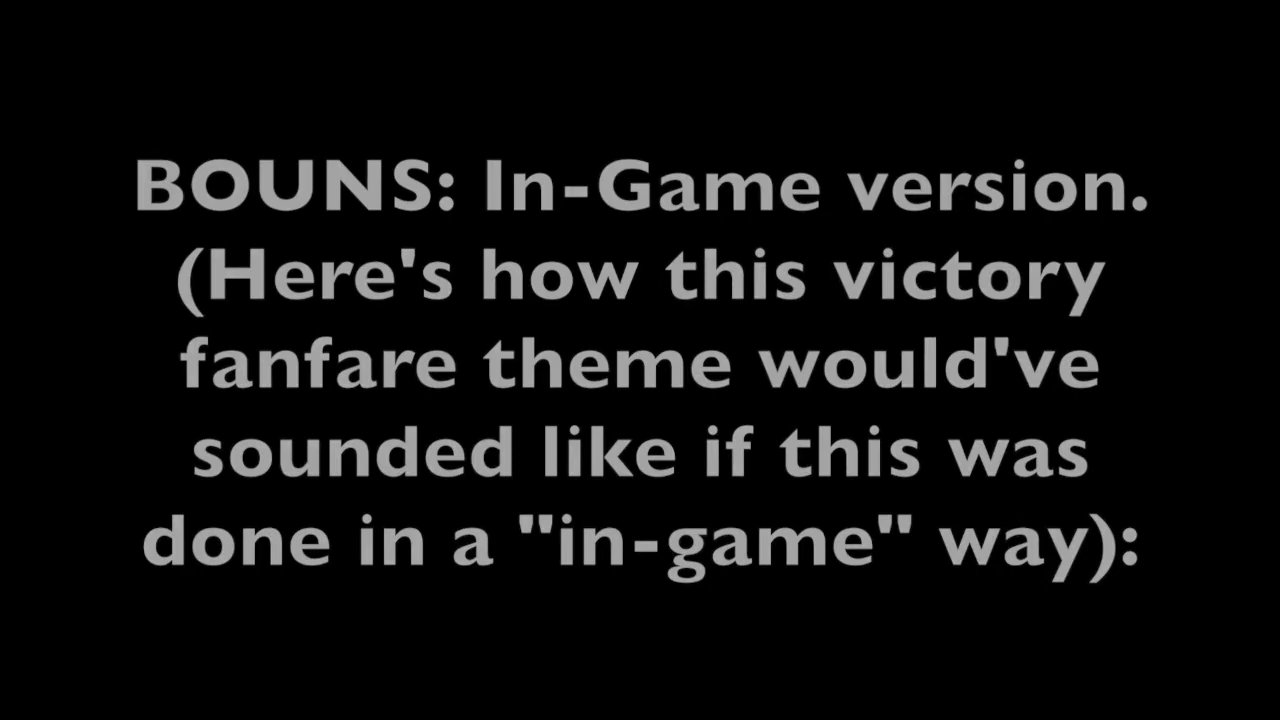 BOUNS: In-Game version.
(Here's how this victory
fanfare theme would've
sounded like if this was
done in a "in-game" way):